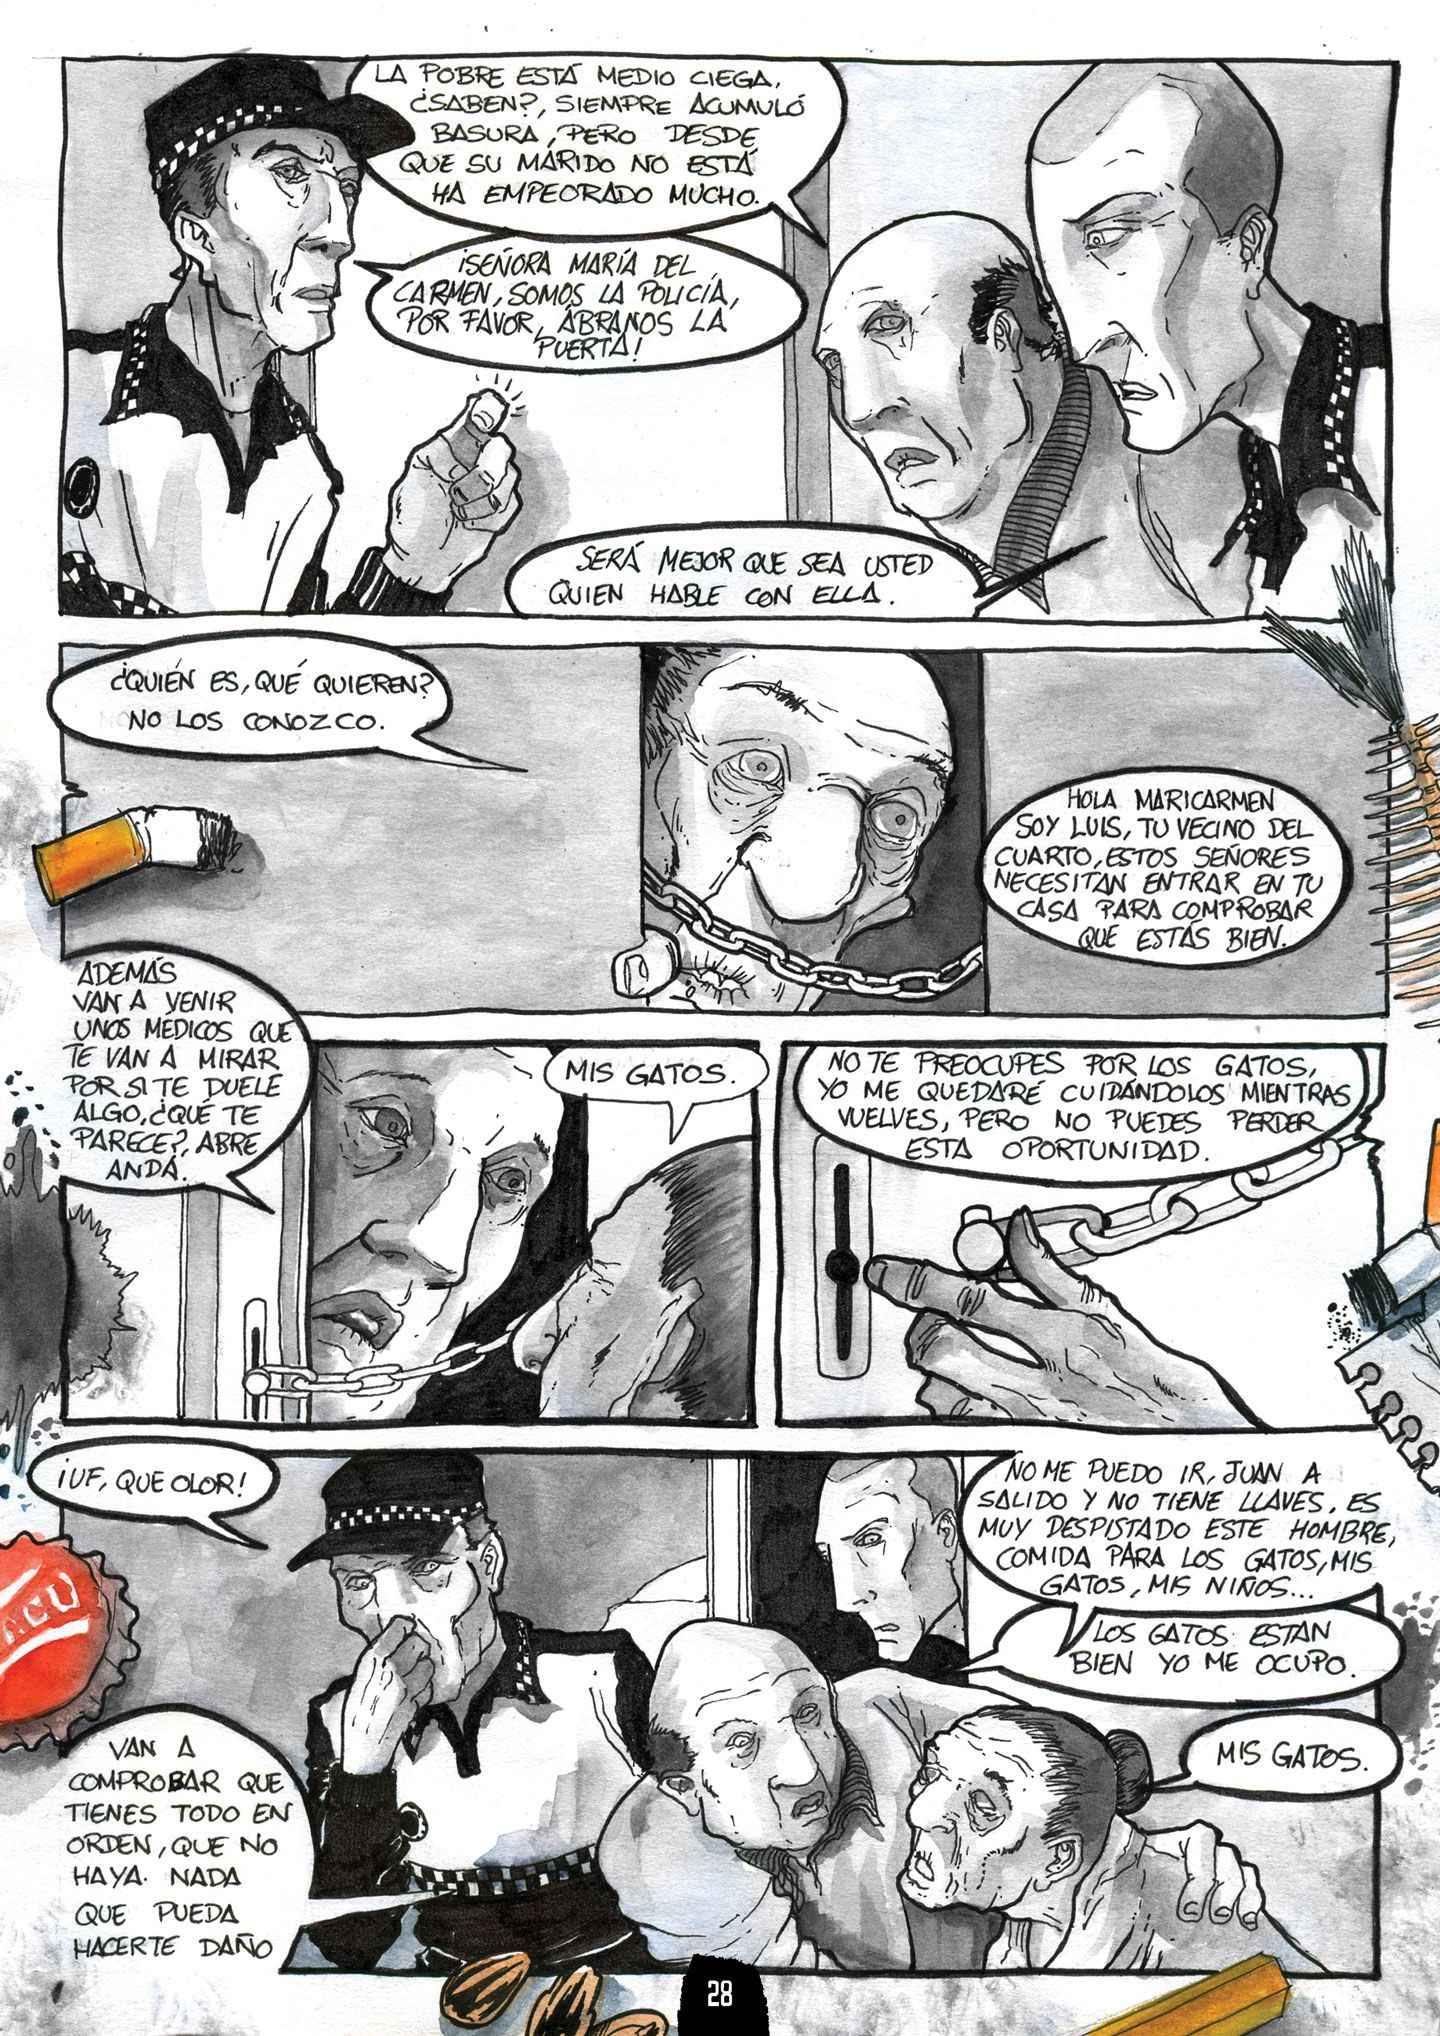 LA POBRE ESTÁ MEDIO CIEGA,
¿SABEN?, SIEMPRE ACUMULÓ
BASURA, PERO DESDE
QUE SU MÁRIDO NO ESTÁ
HA EMPEORADO MUCHO.
¡SEÑORA MARÍA DEL
CARMEN, SOMOS LA POLICÍA,
POR FAVOR, ÁBRANOS LA
PUERTA!
SERÁ MEJOR QUE SEA USTED
QUIEN HABLE CON ELLA.
¿QUIÉN ES, QUÉ QUIEREN?
NO LOS CONOZCO.
HOLA MARICARMEN
SOY LUIS, TU VECINO DEL
CUARTO, ESTOS SEÑORES
NECESITAN ENTRAR EN TU
CASA PARA COMPROBAR
QUE ESTÁS BIEN.
ADEMÁS
VAN A VENIR
UNOS MÉDICOS QUE
TE VAN A MIRAR
POR SI TE DUELE
ALGO, ¿QUÉ TE
PARECE?, ABRE
ANDÁ.
MIS GATOS.
NO TE PREOCUPES POR LOS GATOS,
YO ME QUEDARÉ CUIDÁNDOLOS MIENTRAS
VUELVES, PERO NO PUEDES PERDER
ESTA OPORTUNIDAD.
¡UF, QUE OLOR!
NO ME PUEDO IR, JUAN A
SALIDO Y NO TIENE LLAVES, ES
MUY DESPISTADO ESTE HOMBRE,
COMIDA PARA LOS GATOS, MIS
GATOS, MIS NIÑOS...
LOS GATOS ESTAN
BIEN YO ME OCUPO.
MIS GATOS.
VAN A
COMPROBAR QUE
TIENES TODO EN
ORDEN, QUE NO
HAYA NADA
QUE PUEDA
HACERTE DAÑO
28